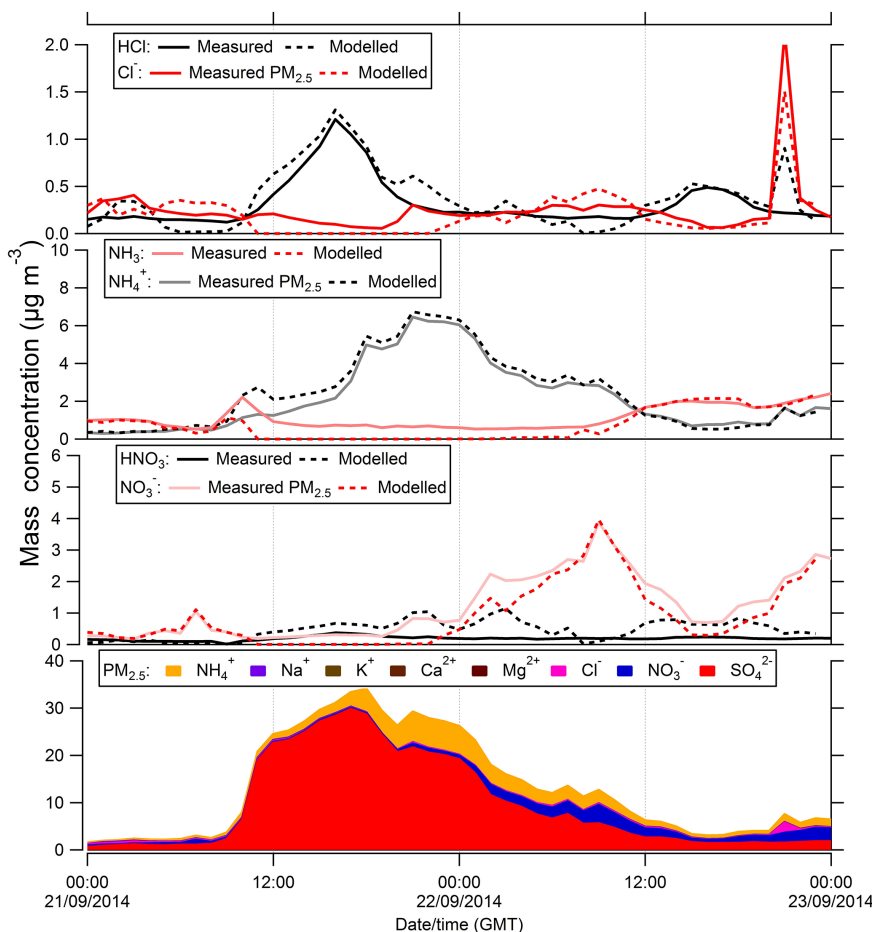 HCl: Measured Modelled
Cl⁻: Measured PM₂.₅ Modelled
2.0
1.5
1.0
0.5
0.0
NH₃: Measured Modelled
NH₄⁺: Measured PM₂.₅ Modelled
10
8
6
4
2
0
Mass concentration (µg m⁻³)
HNO₃: Measured Modelled
NO₃⁻: Measured PM₂.₅ Modelled
6
5
4
3
2
1
0
PM₂.₅: NH₄⁺ Na⁺ K⁺ Ca²⁺ Mg²⁺ Cl⁻ NO₃⁻ SO₄²⁻
40
30
20
10
0
00:00 12:00 00:00 12:00 00:00
21/09/2014 22/09/2014 23/09/2014
Date/time (GMT)